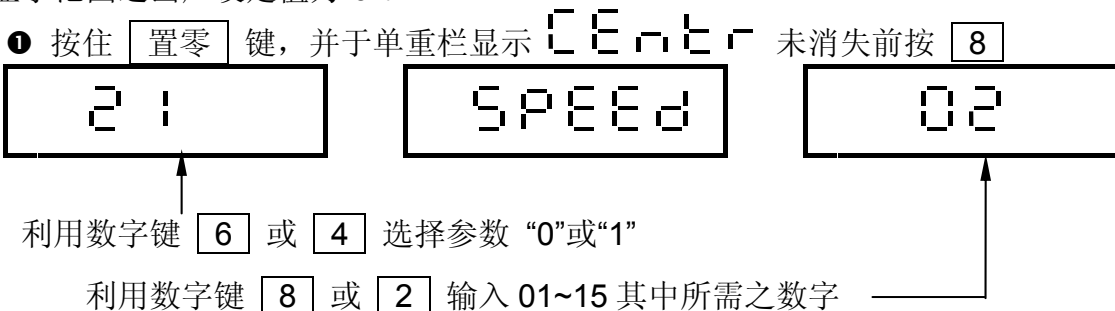 ❶ 按住 置零 键，并于单重栏显示 CEntr 未消失前按 8
21 SPEEd 02
利用数字键 6 或 4 选择参数 “0”或“1”
利用数字键 8 或 2 输入 01~15 其中所需之数字